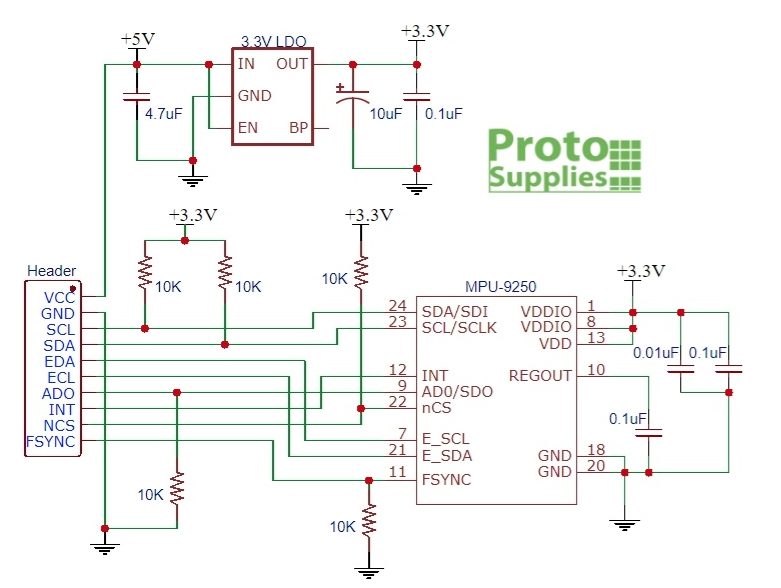 +5V
3.3V LDO
+3.3V
IN OUT
GND
4.7uF
10uF
0.1uF
EN BP
Proto
Supplies
+3.3V
+3.3V
Header
10K
10K
10K
MPU-9250
+3.3V
VCC
GND
SCL
SDA
EDA
ECL
ADO
INT
NCS
FSYNC
24 SDA/SDI VDDIO 1
23 SCL/SCLK VDDIO 8
VDD 13
0.01uF 0.1uF
12 INT REGOUT 10
9 AD0/SDO
22 nCS
0.1uF
7 E_SCL
21 E_SDA GND 18
11 FSYNC GND 20
10K
10K